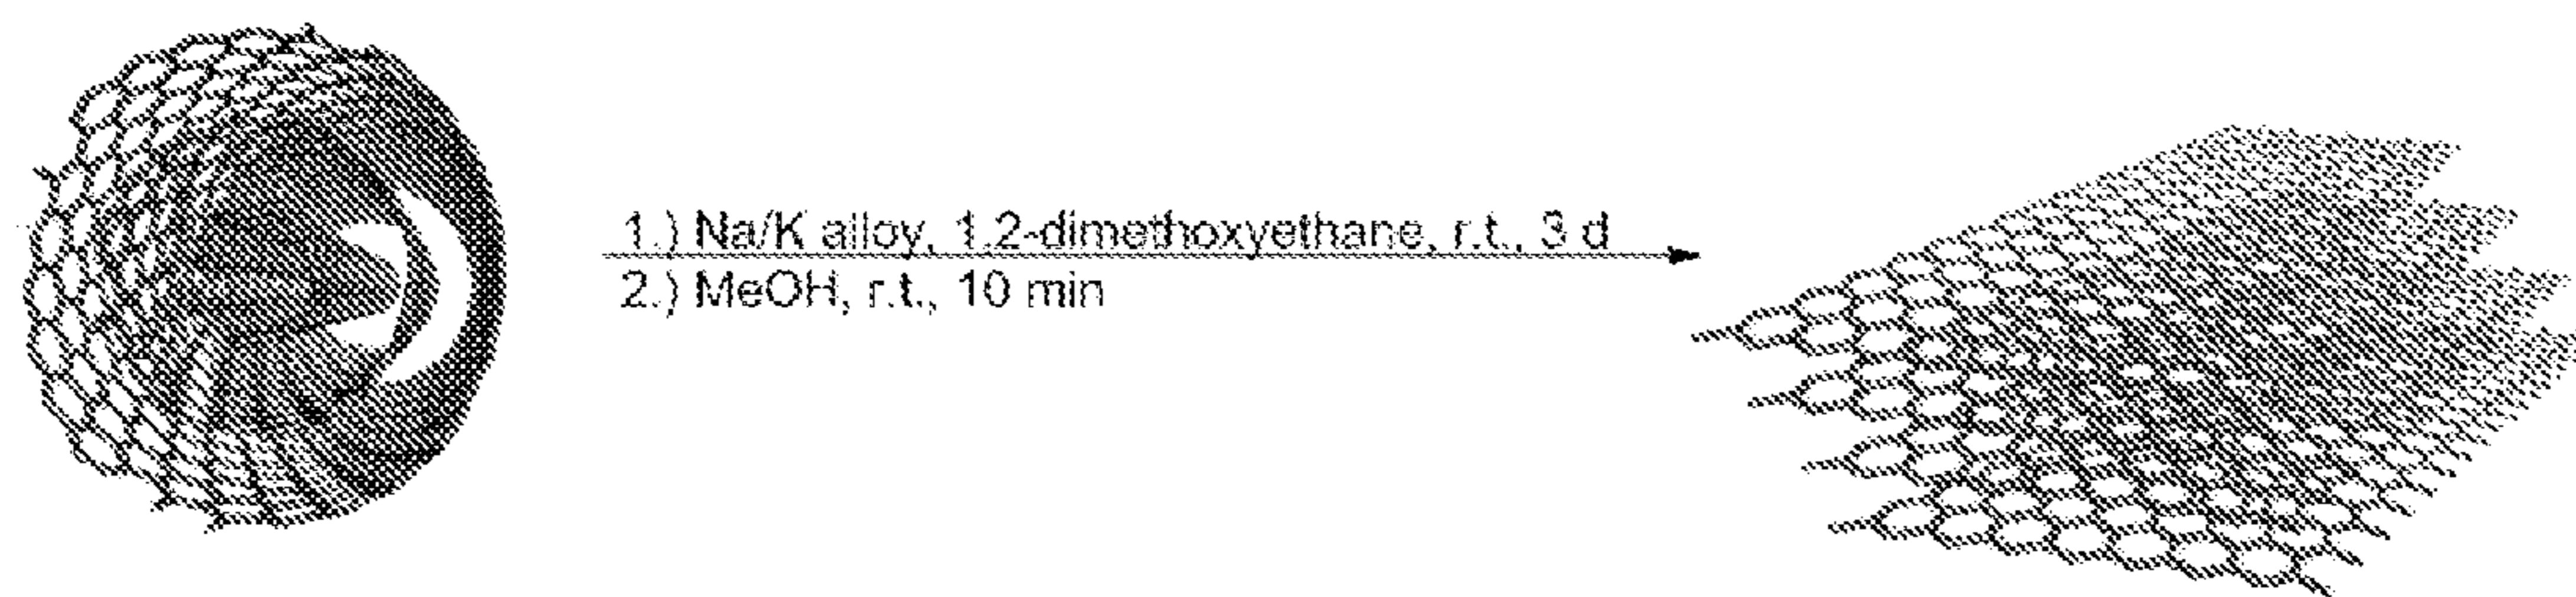 1.) Na/K alloy, 1,2-dimethoxyethane, r.t., 3 d
2.) MeOH, r.t., 10 min